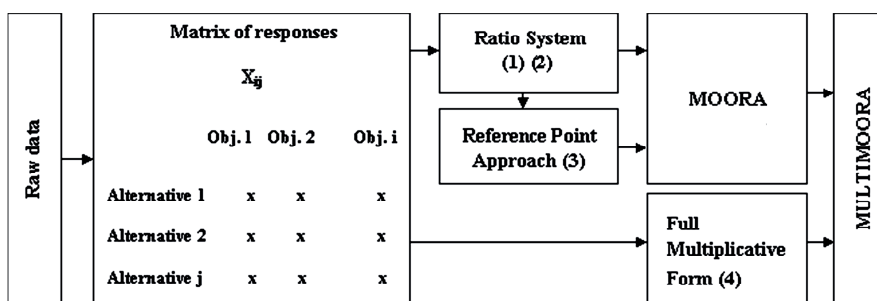 Raw data
Matrix of responses
Xij
Obj. 1 Obj. 2 Obj. i
Alternative 1 x x x
Alternative 2 x x x
Alternative j x x x
Ratio System
(1) (2)
Reference Point
Approach (3)
MOORA
Full
Multiplicative
Form (4)
MULTIMOORA